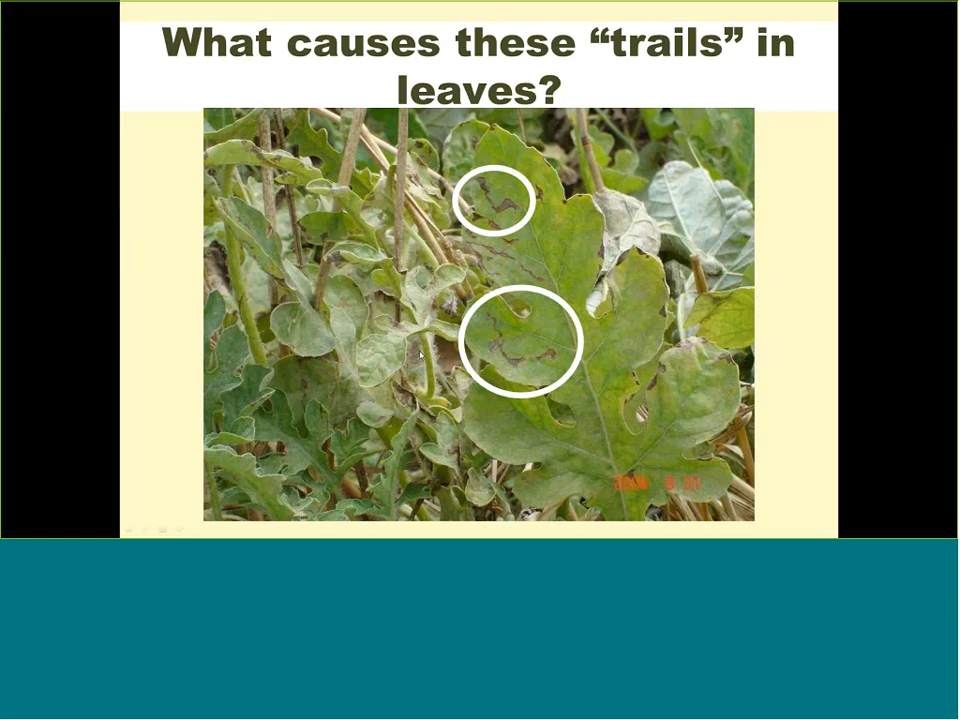 What causes these “trails” in
leaves?